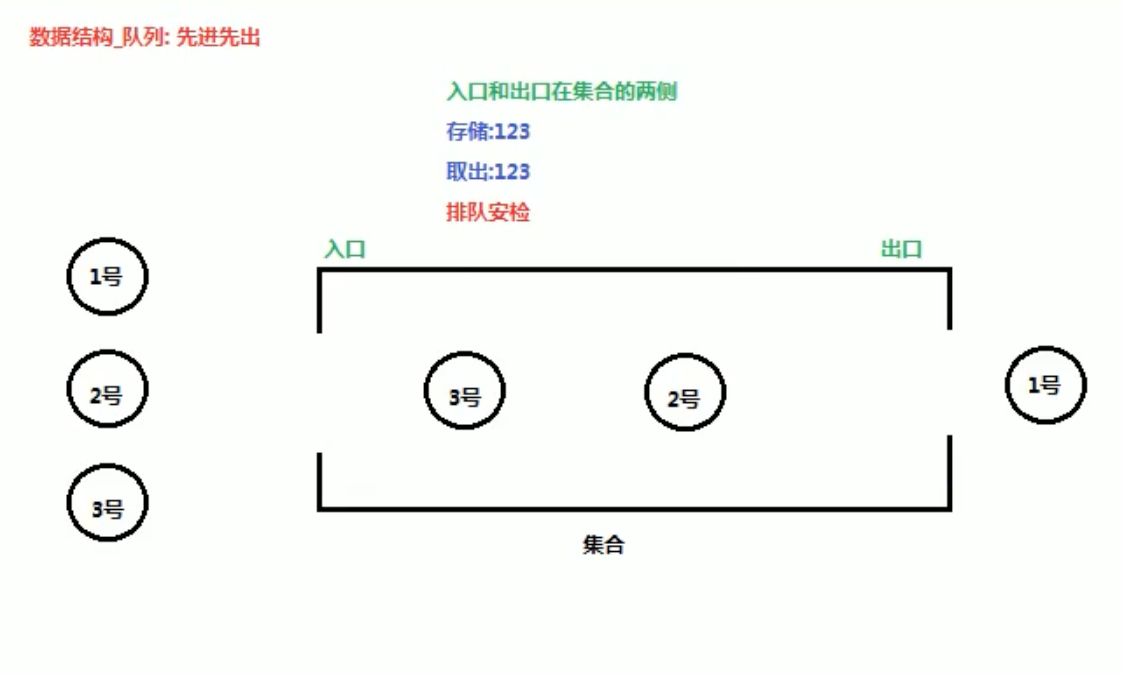 数据结构_队列: 先进先出
入口和出口在集合的两侧
存储:123
取出:123
排队安检
入口
出口
1号
2号
3号
3号
2号
1号
集合